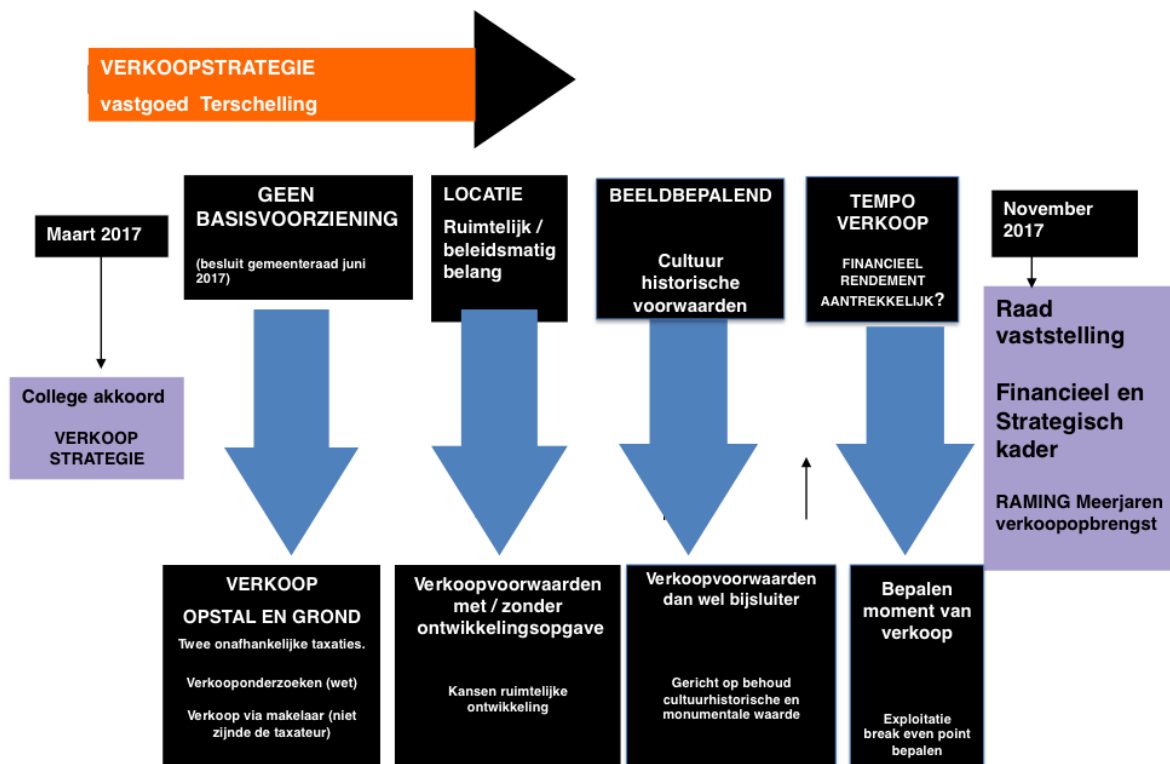 VERKOOPSTRATEGIE
vastgoed Terschelling
Maart 2017
College akkoord
VERKOOP
STRATEGIE
GEEN
BASISVOORZIENING
(besluit gemeenteraad juni
2017)
LOCATIE
Ruimtelijk /
beleidsmatig
belang
BEELDBEPALEND
Cultuur
historische
voorwaarden
TEMPO
VERKOOP
FINANCIEEL
RENDEMENT
AANTREKKELIJK?
November
2017
Raad
vaststelling
Financieel en
Strategisch
kader
RAMING Meerjaren
verkoopopbrengst
VERKOOP
OPSTAL EN GROND
Twee onafhankelijke taxaties.
Verkooponderzoeken (wet)
Verkoop via makelaar (niet
zijnde de taxateur)
Verkoopvoorwaarden
met / zonder
ontwikkelingsopgave
Kansen ruimtelijke
ontwikkeling
Verkoopvoorwaarden
dan wel bijsluiter
Gericht op behoud
cultuurhistorische en
monumentale waarde
Bepalen
moment van
verkoop
Exploitatie
break even point
bepalen